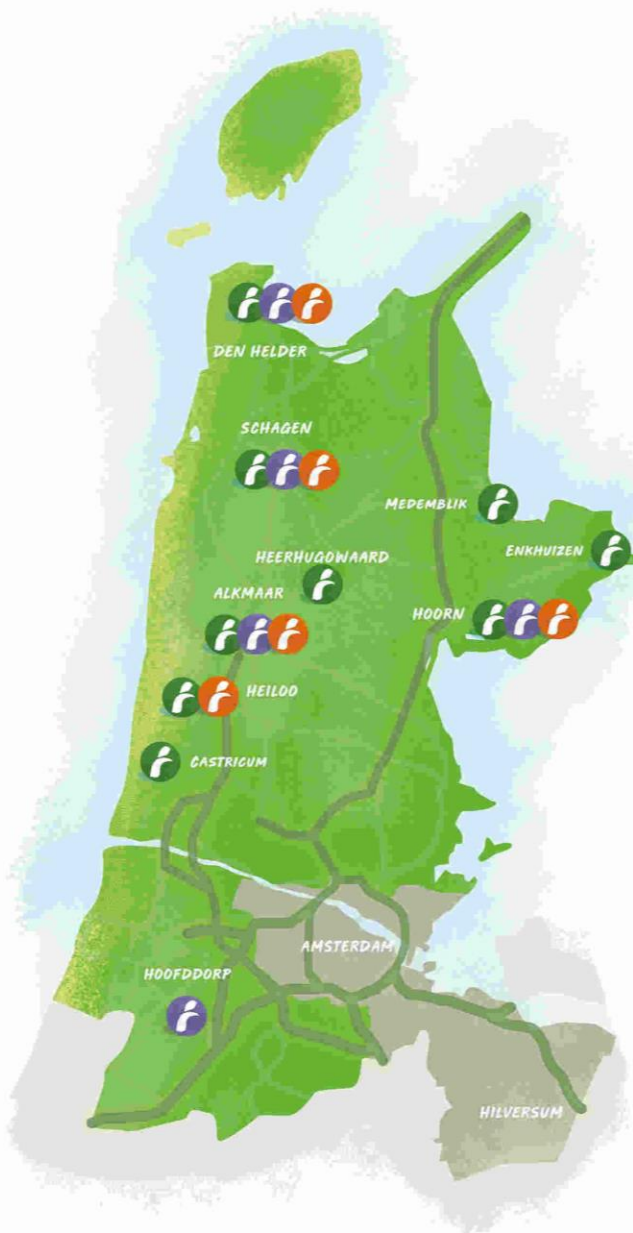 DEN HELDER
SCHAGEN
MEDEMBLIK
ENKHUIZEN
HEERHUGOWAARD
ALKMAAR
HOORN
HEILOO
CASTRICUM
AMSTERDAM
HOOFDDORP
HILVERSUM